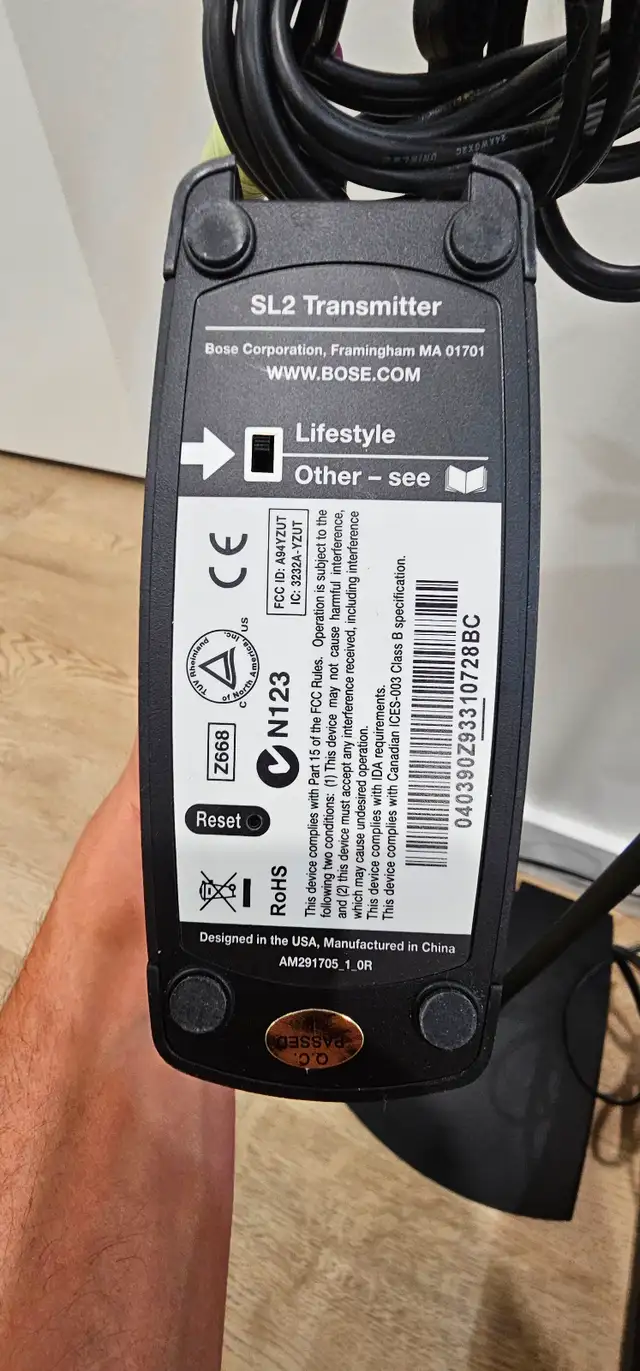 SL2 Transmitter
Bose Corporation, Framingham MA 01701
WWW.BOSE.COM
Lifestyle
Other – see
CE
FCC ID: A94YZUT
IC: 3232A-YZUT
TUV Rheinland
of North America, Inc.
C
US
Z668
N123
Reset
RoHS
This device complies with Part 15 of the FCC Rules. Operation is subject to the
following two conditions: (1) This device may not cause harmful interference,
and (2) this device must accept any interference received, including interference
which may cause undesired operation.
This device complies with IDA requirements.
This device complies with Canadian ICES-003 Class B specification.
040390Z93310728BC
Designed in the USA, Manufactured in China
AM291705_1_0R
Q.C.
PASSED